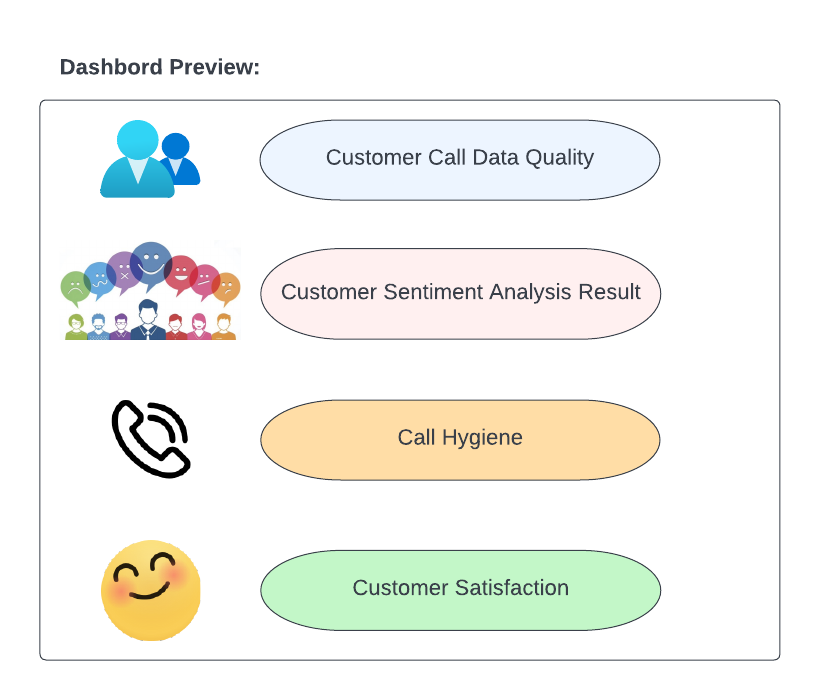 Dashbord Preview:
Customer Call Data Quality
Customer Sentiment Analysis Result
Call Hygiene
Customer Satisfaction